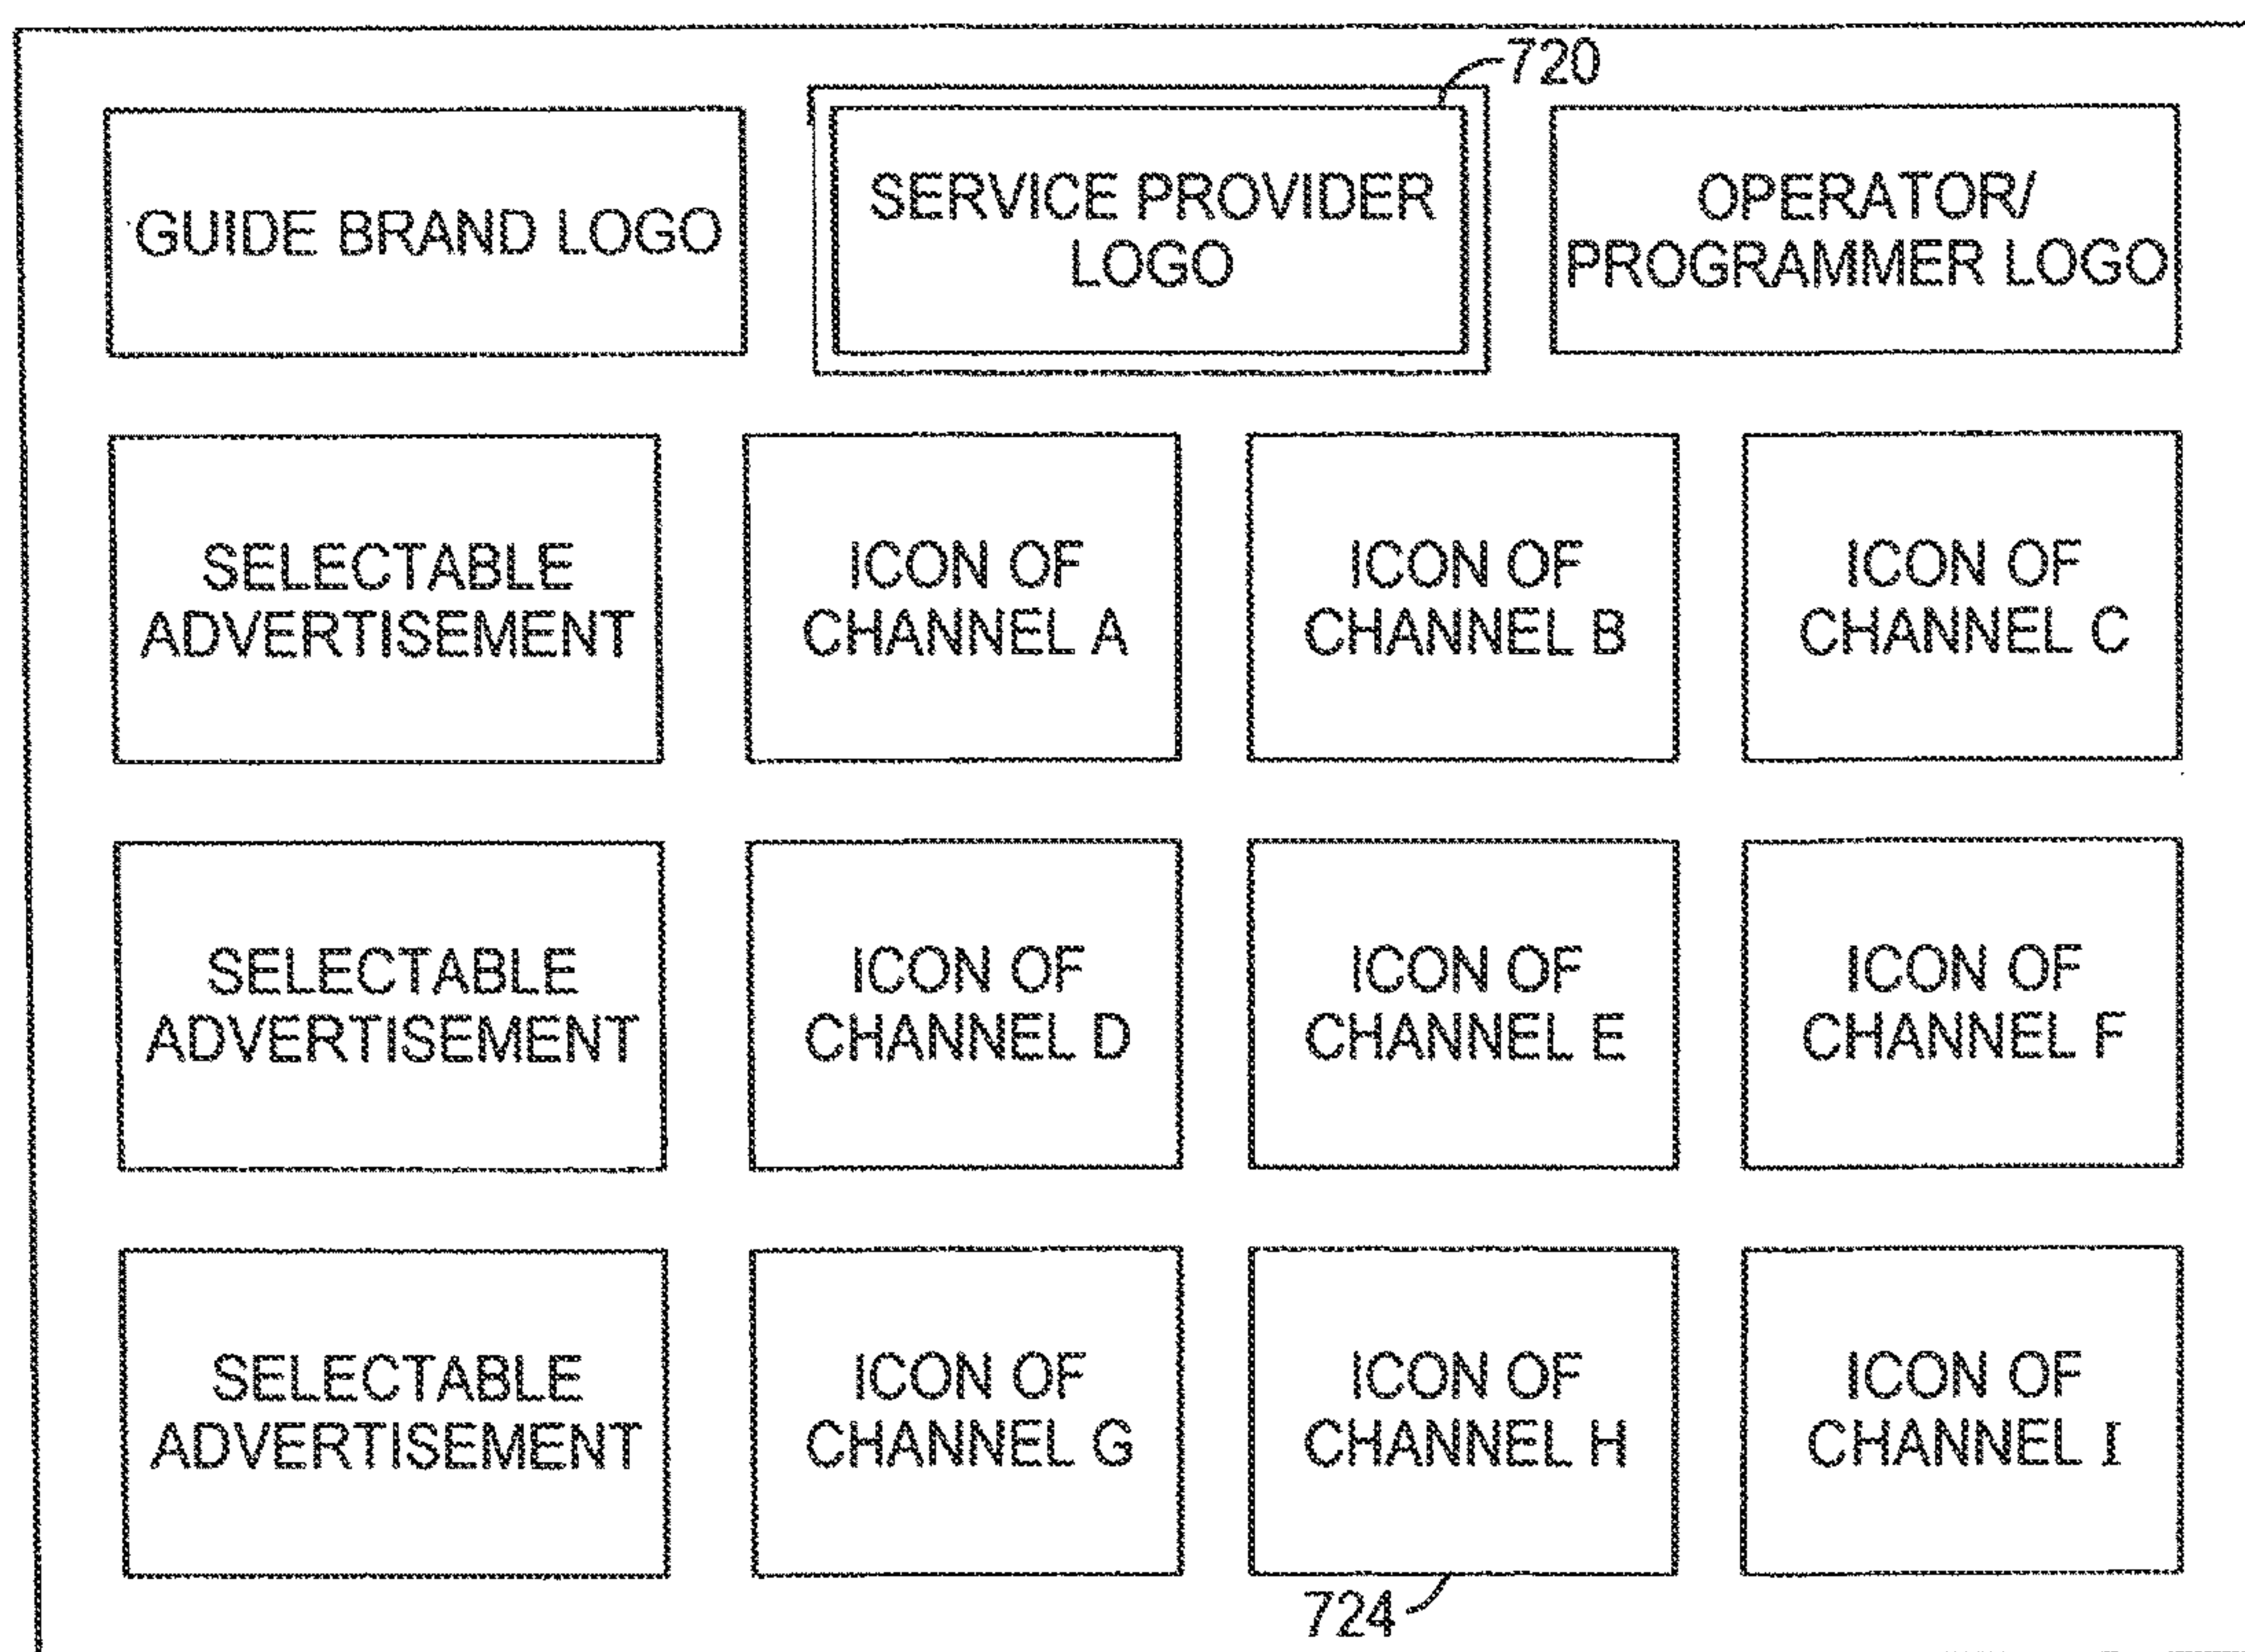 720
GUIDE BRAND LOGO
SERVICE PROVIDER
LOGO
OPERATOR/
PROGRAMMER LOGO
SELECTABLE
ADVERTISEMENT
ICON OF
CHANNEL A
ICON OF
CHANNEL B
ICON OF
CHANNEL C
SELECTABLE
ADVERTISEMENT
ICON OF
CHANNEL D
ICON OF
CHANNEL E
ICON OF
CHANNEL F
SELECTABLE
ADVERTISEMENT
ICON OF
CHANNEL G
ICON OF
CHANNEL H
ICON OF
CHANNEL I
724